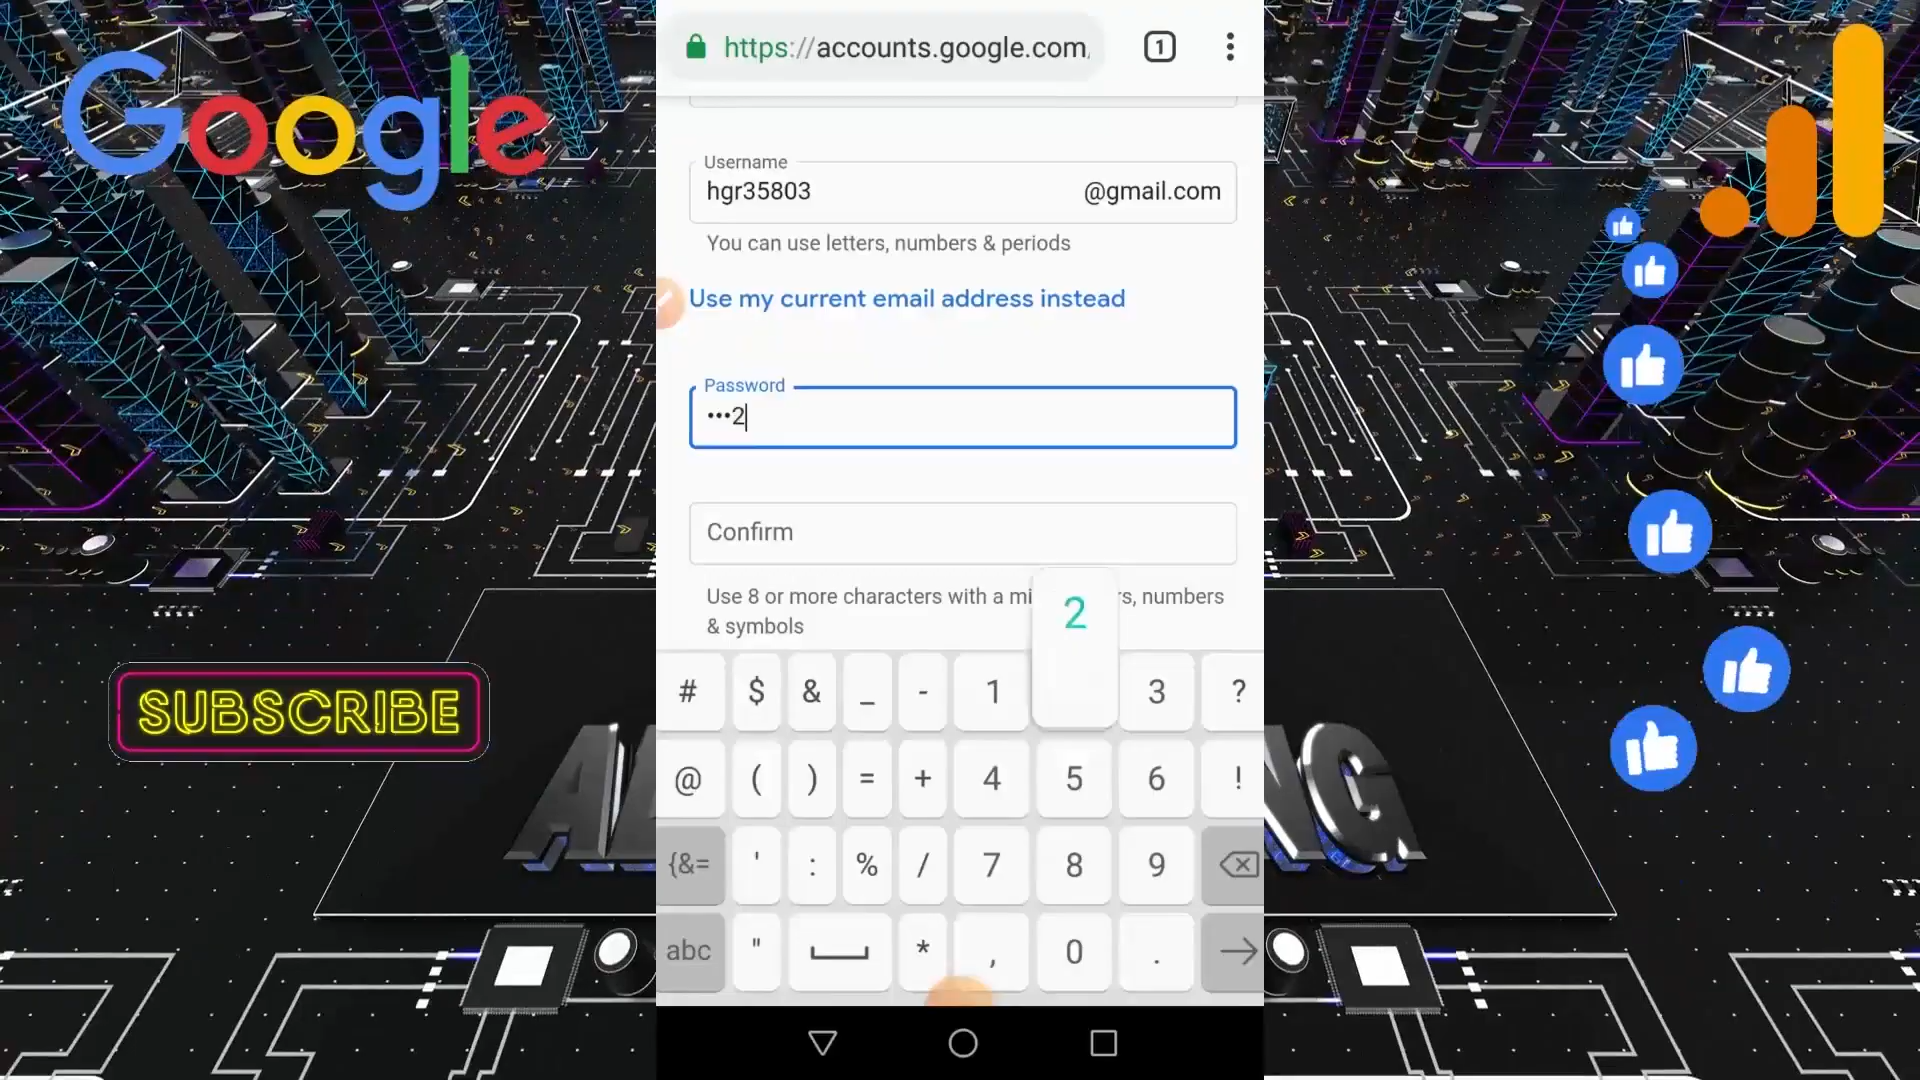 Google
https://accounts.google.com/
1
Username
hgr35803
@gmail.com
You can use letters, numbers & periods
Use my current email address instead
Password
•••2
Confirm
Use 8 or more characters with a mi rs, numbers
& symbols
2
# $ & _ - 1 3 ?
@ ( ) = + 4 5 6 !
{&= ' : % / 7 8 9
abc " * , 0 .
SUBSCRIBE